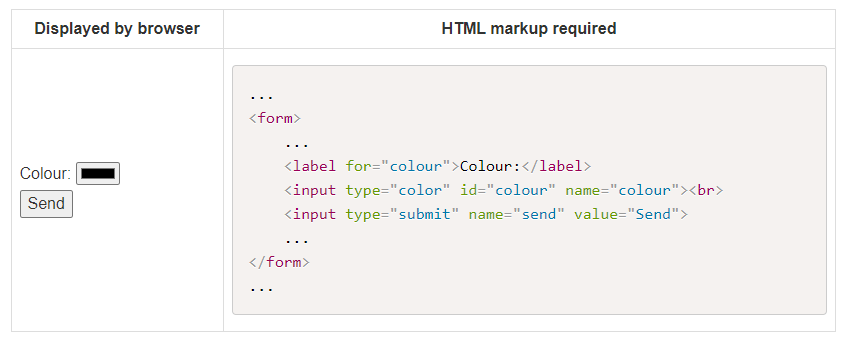 Displayed by browser
HTML markup required
Colour:
Send
...
<form>
    ...
    <label for="colour">Colour:</label>
    <input type="color" id="colour" name="colour"><br>
    <input type="submit" name="send" value="Send">
    ...
</form>
...